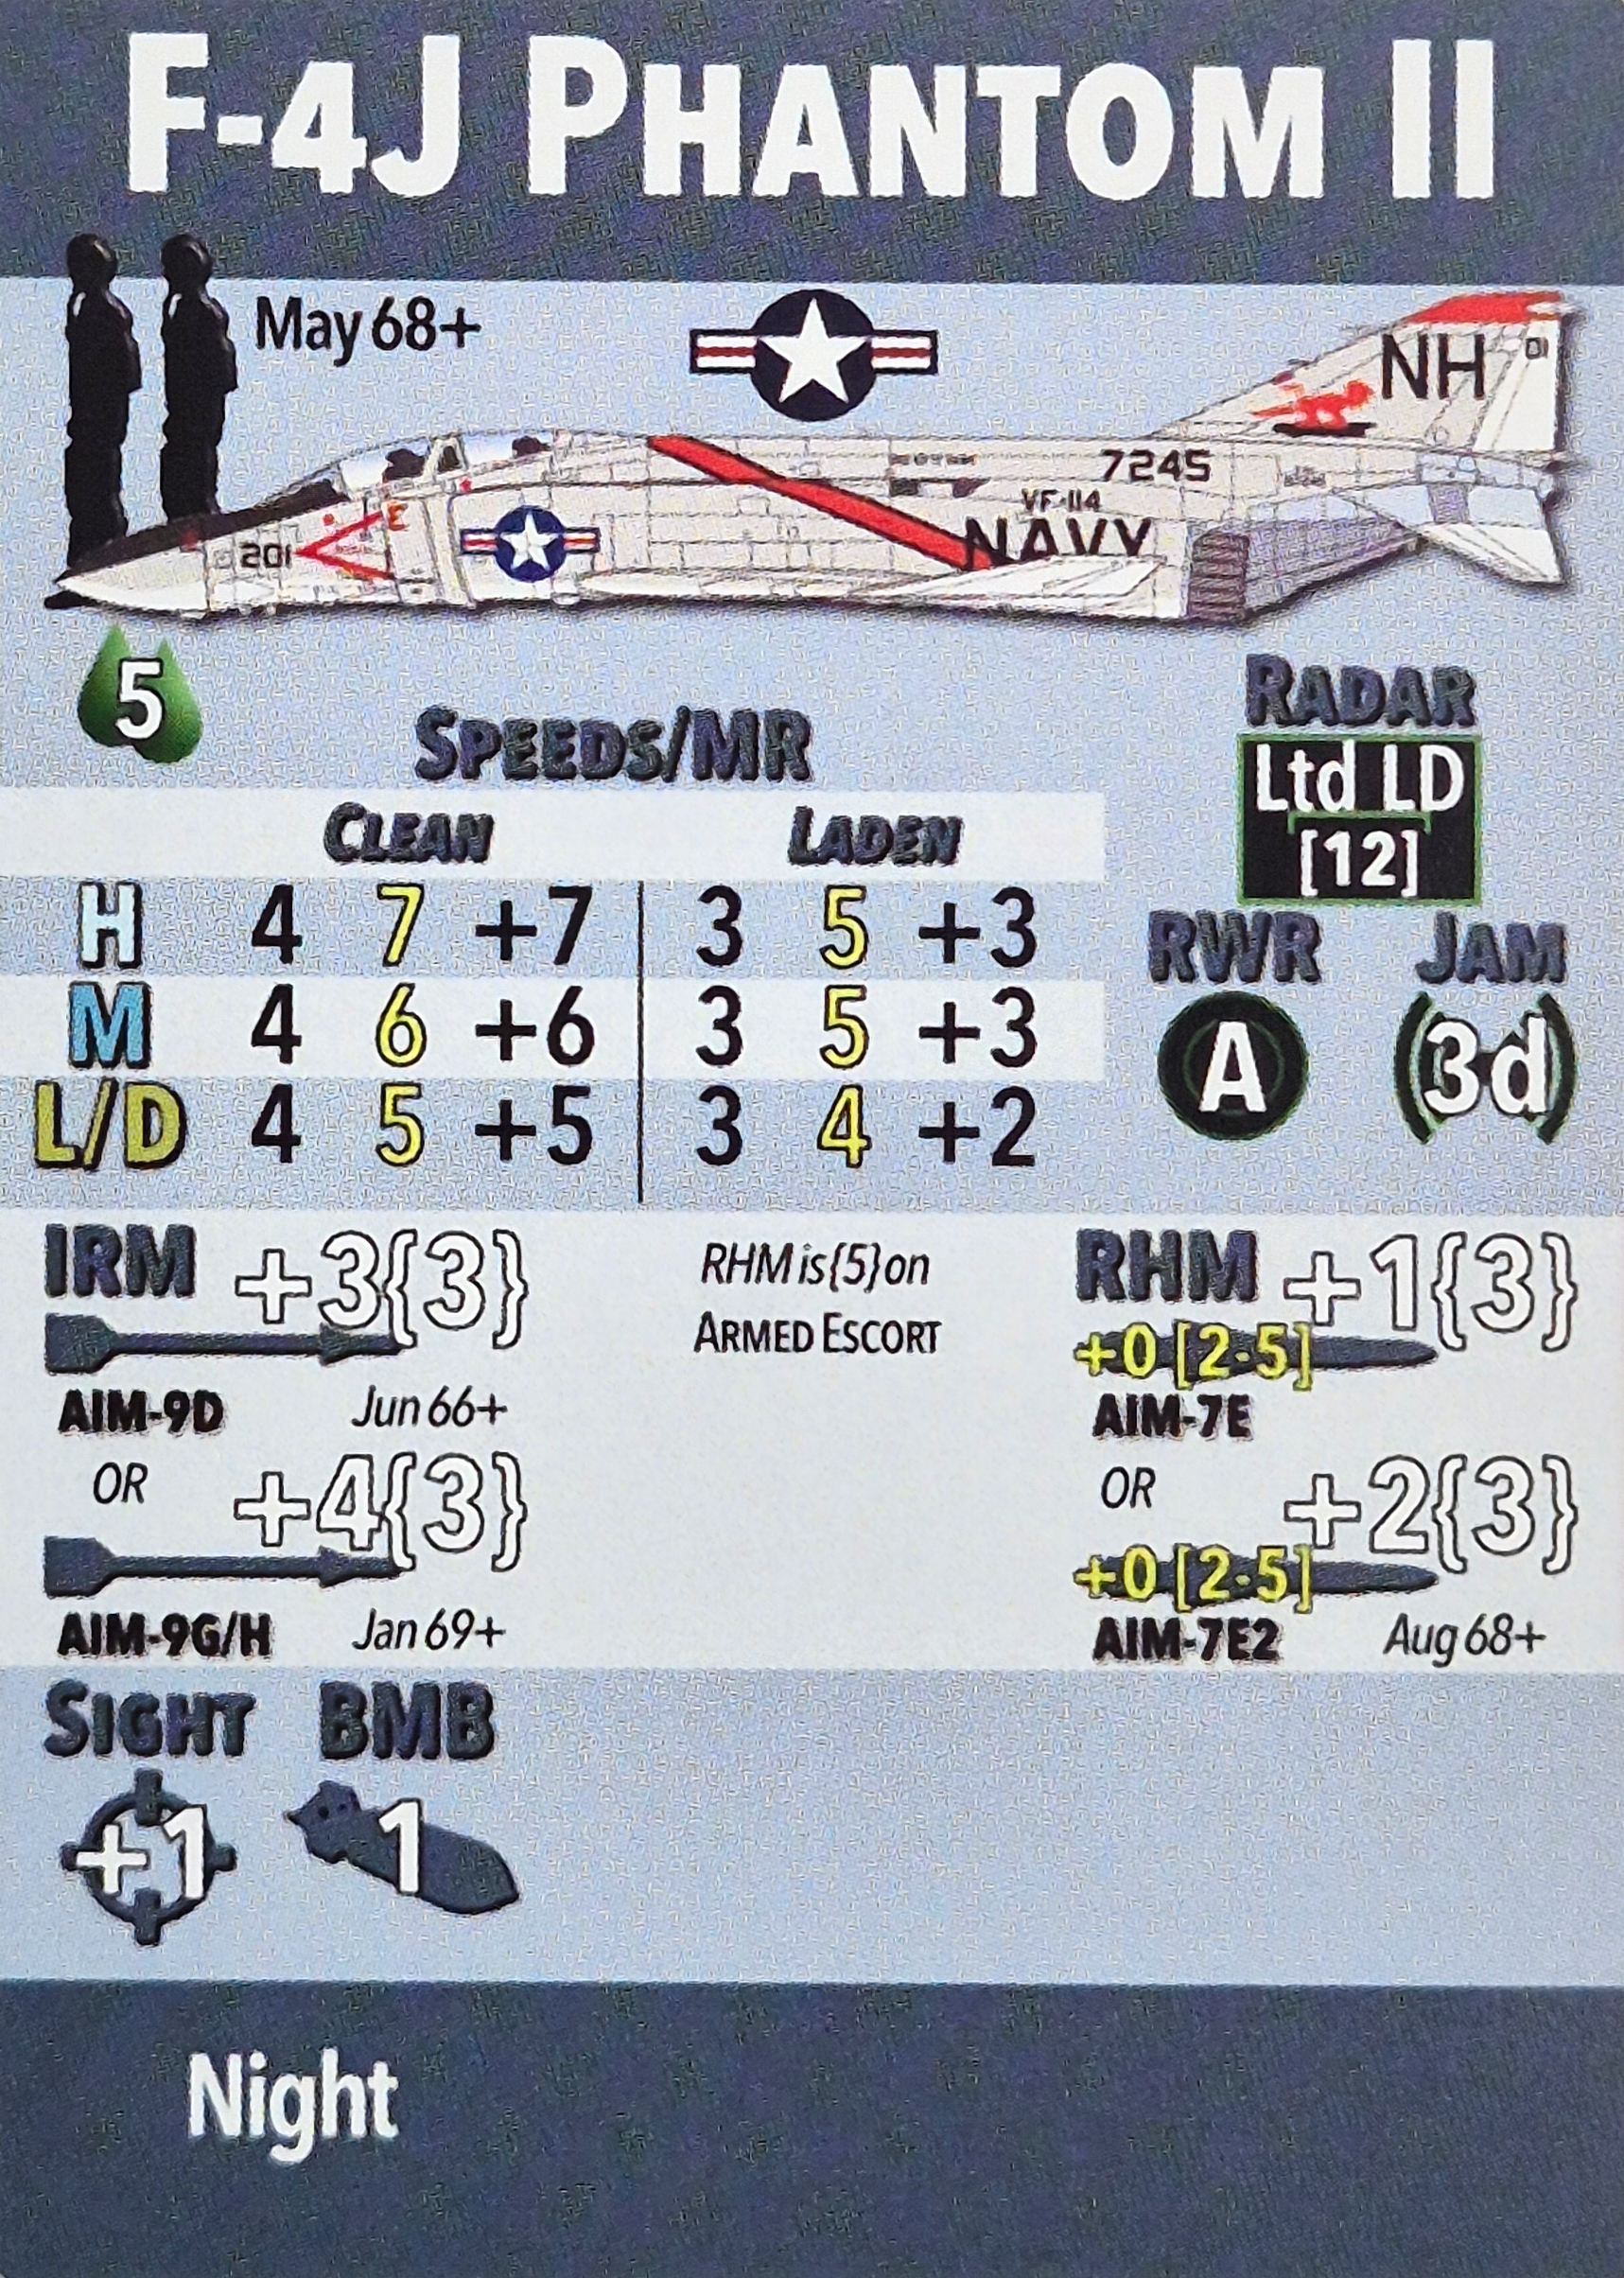 F-4J PHANTOM II
May 68+
NH
01
7245
VF-114
NAVY
201
E
5
SPEEDS/MR
RADAR
Ltd LD
[12]
CLEAN LADEN
H 4 7 +7 3 5 +3
M 4 6 +6 3 5 +3
L/D 4 5 +5 3 4 +2
RWR JAM
A (3d)
IRM +3{3}
AIM-9D Jun 66+
OR +4{3}
AIM-9G/H Jan 69+
RHM is{5}on
ARMED ESCORT
RHM +1{3}
+0 [2-5]
AIM-7E
OR +2{3}
+0 [2-5]
AIM-7E2 Aug 68+
SIGHT BMB
+1 1
Night